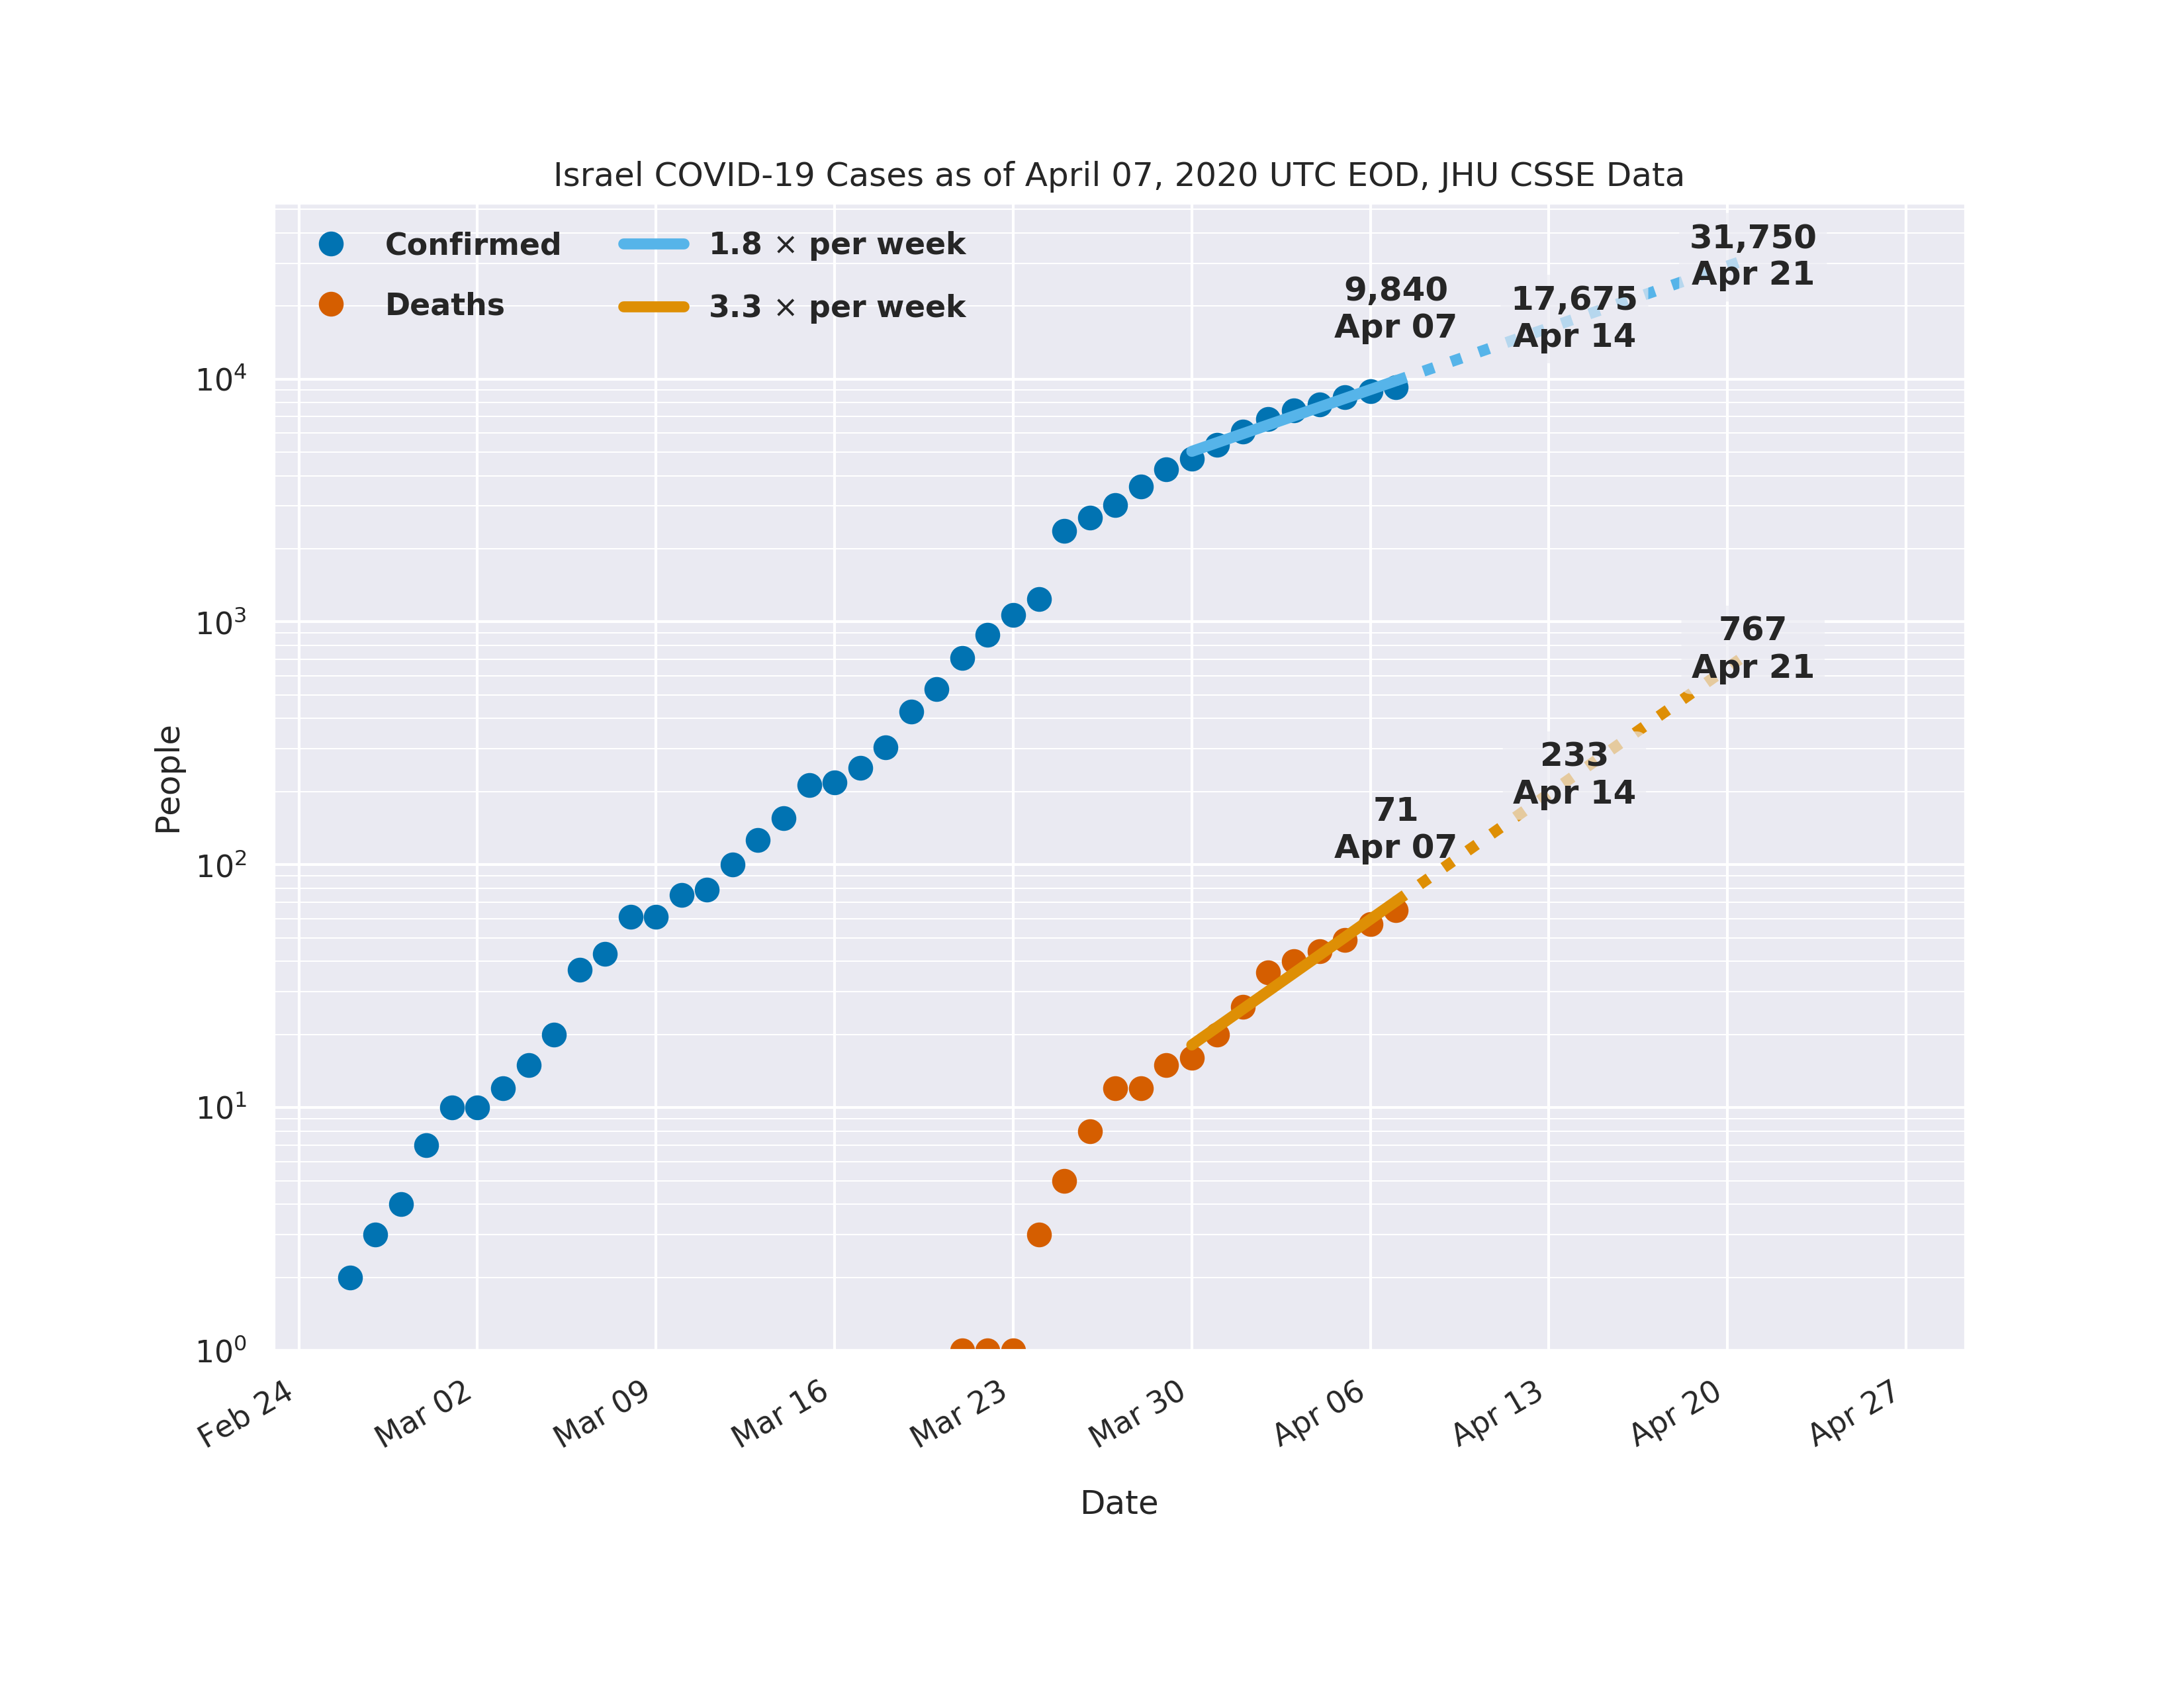 Israel COVID-19 Cases as of April 07, 2020 UTC EOD, JHU CSSE Data
Confirmed
Deaths
1.8 × per week
3.3 × per week
9,840
Apr 07
17,675
Apr 14
31,750
Apr 21
71
Apr 07
233
Apr 14
767
Apr 21
People
10⁴
10³
10²
10¹
10⁰
Feb 24
Mar 02
Mar 09
Mar 16
Mar 23
Mar 30
Apr 06
Apr 13
Apr 20
Apr 27
Date